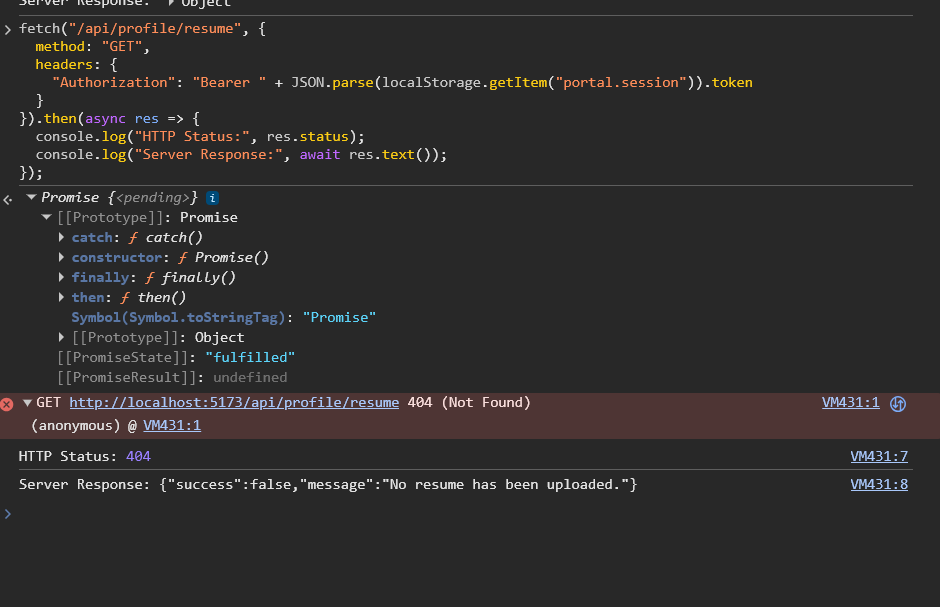 Server Response: ▶ Object
> fetch("/api/profile/resume", {
  method: "GET",
  headers: {
    "Authorization": "Bearer " + JSON.parse(localStorage.getItem("portal.session")).token
  }
}).then(async res => {
  console.log("HTTP Status:", res.status);
  console.log("Server Response:", await res.text());
});
▼ Promise {<pending>} i
▼ [[Prototype]]: Promise
▶ catch: ƒ catch()
▶ constructor: ƒ Promise()
▶ finally: ƒ finally()
▶ then: ƒ then()
Symbol(Symbol.toStringTag): "Promise"
▶ [[Prototype]]: Object
[[PromiseState]]: "fulfilled"
[[PromiseResult]]: undefined
▼ GET http://localhost:5173/api/profile/resume 404 (Not Found) VM431:1
(anonymous) @ VM431:1
HTTP Status: 404 VM431:7
Server Response: {"success":false,"message":"No resume has been uploaded."} VM431:8
>